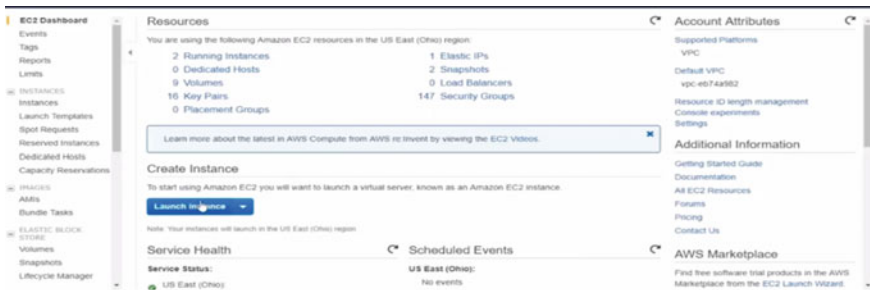 EC2 Dashboard
Events
Tags
Reports
Limits
INSTANCES
Instances
Launch Templates
Spot Requests
Reserved Instances
Dedicated Hosts
Capacity Reservations
IMAGES
AMIs
Bundle Tasks
ELASTIC BLOCK
STORE
Volumes
Snapshots
Lifecycle Manager
Resources
You are using the following Amazon EC2 resources in the US East (Ohio) region:
2 Running Instances
0 Dedicated Hosts
9 Volumes
16 Key Pairs
0 Placement Groups
1 Elastic IPs
2 Snapshots
0 Load Balancers
147 Security Groups
Learn more about the latest in AWS Compute from AWS re:Invent by viewing the EC2 Videos.
Create Instance
To start using Amazon EC2 you will want to launch a virtual server, known as an Amazon EC2 instance.
Launch Instance
Note: Your instances will launch in the US East (Ohio) region
Service Health
Service Status:
US East (Ohio):
Scheduled Events
US East (Ohio):
No events
Account Attributes
Supported Platforms
VPC
Default VPC
vpc-eb74a982
Resource ID length management
Console experiments
Settings
Additional Information
Getting Started Guide
Documentation
All EC2 Resources
Forums
Pricing
Contact Us
AWS Marketplace
Find free software trial products in the AWS
Marketplace from the EC2 Launch Wizard.